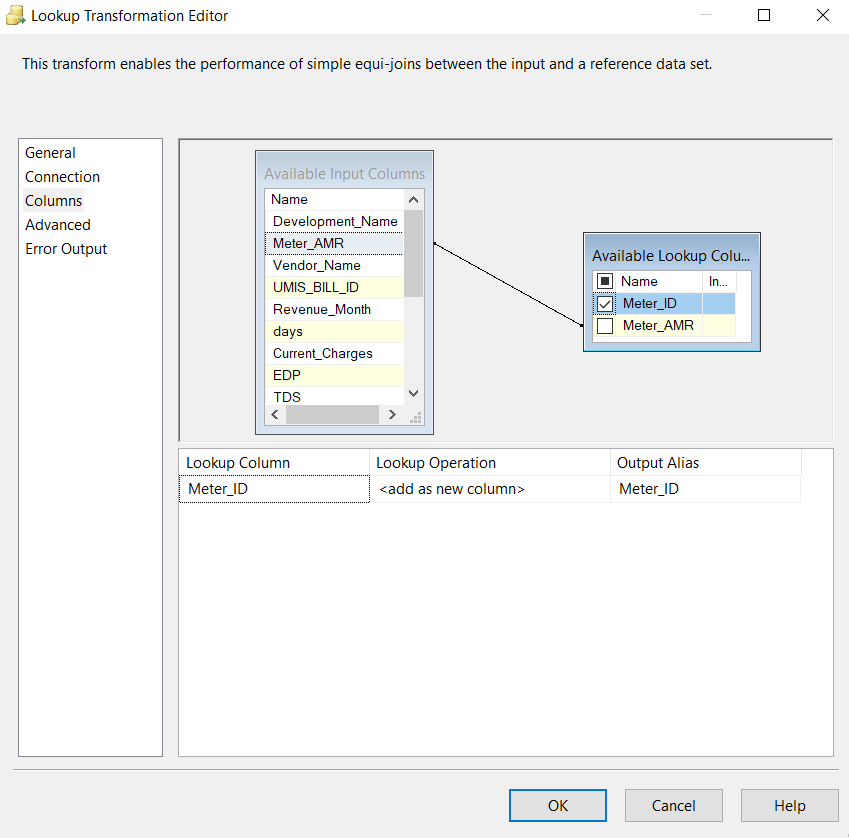 Lookup Transformation Editor
This transform enables the performance of simple equi-joins between the input and a reference data set.
General
Connection
Columns
Advanced
Error Output
Available Input Columns
Name
Development_Name
Meter_AMR
Vendor_Name
UMIS_BILL_ID
Revenue_Month
days
Current_Charges
EDP
TDS
Available Lookup Colu...
Name In...
Meter_ID
Meter_AMR
Lookup Column Lookup Operation Output Alias
Meter_ID <add as new column> Meter_ID
OK Cancel Help